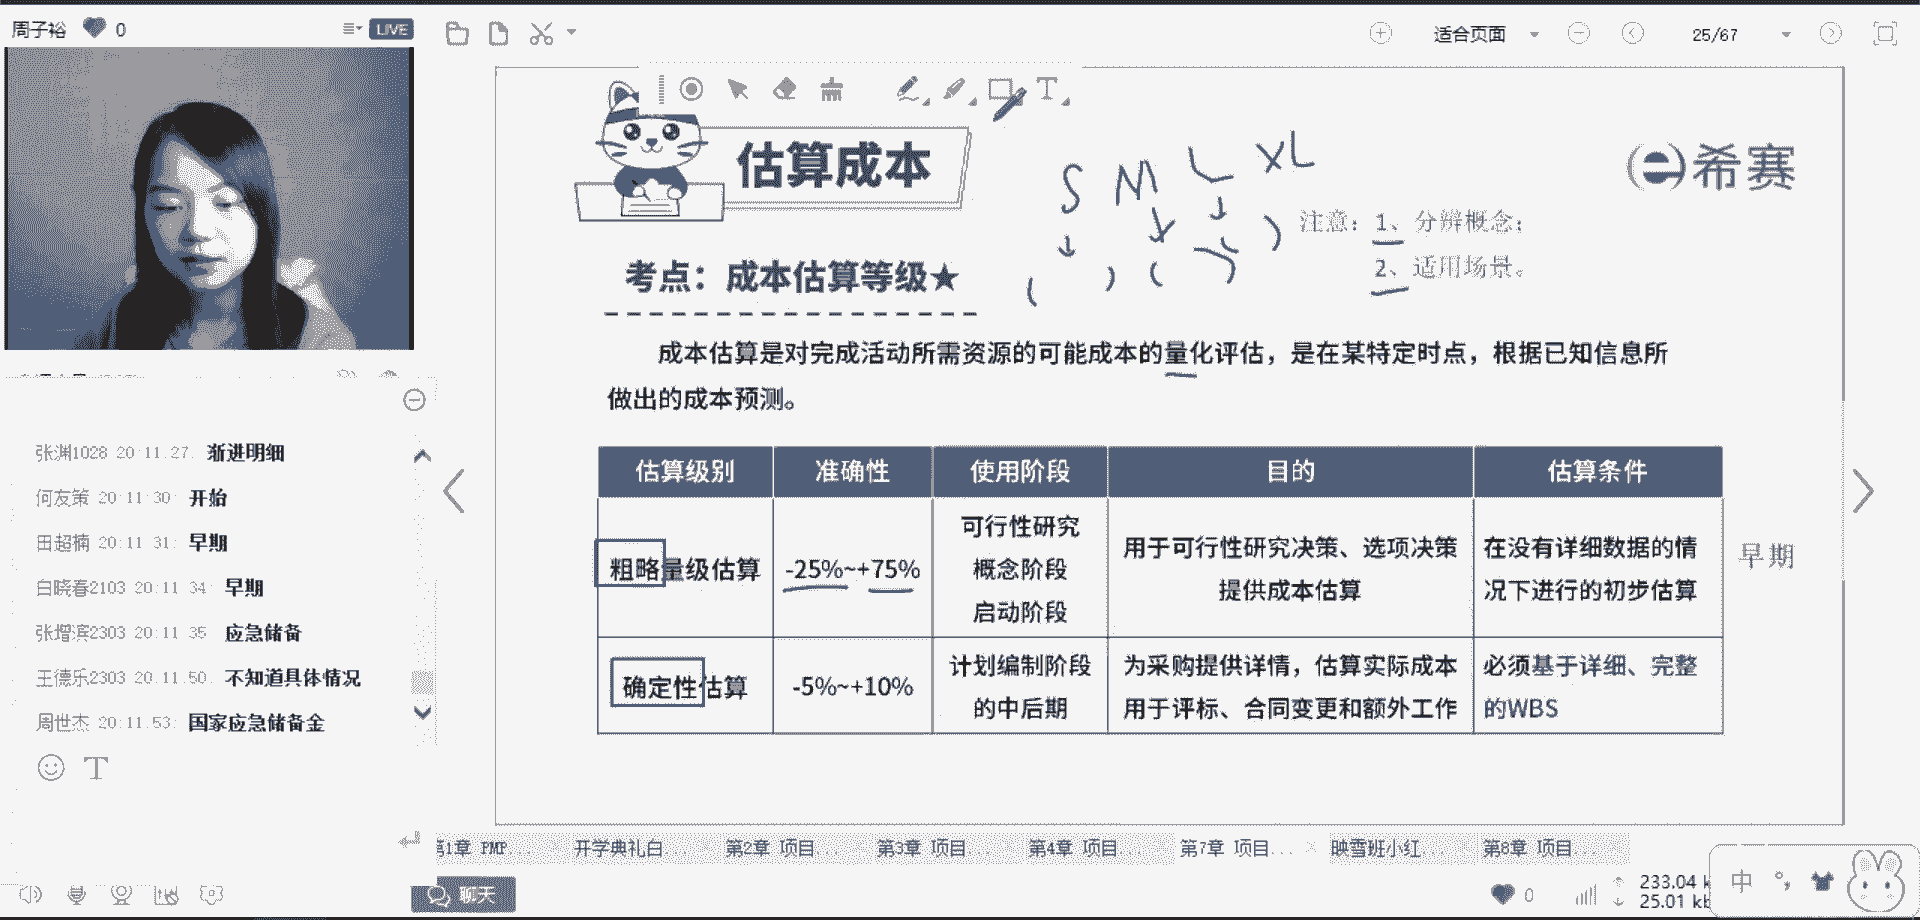 周子裕 0 LIVE
适合页面 25/67
估算成本
S M L XL
希赛
注意：1、分辨概念；
2、适用场景。
考点：成本估算等级★
成本估算是对完成活动所需资源的可能成本的量化评估，是在某特定时点，根据已知信息所
做出的成本预测。
估算级别 准确性 使用阶段 目的 估算条件
粗略量级估算 -25%~+75% 可行性研究
概念阶段
启动阶段
用于可行性研究决策、选项决策
提供成本估算
在没有详细数据的情
况下进行的初步估算
早期
确定性估算 -5%~+10% 计划编制阶段
的中后期
为采购提供详情，估算实际成本
用于评标、合同变更和额外工作
必须基于详细、完整
的WBS
张渊1028 20:11:27: 渐进明细
何友策 20:11:30: 开始
田超楠 20:11:31: 早期
白晓春2103 20:11:34: 早期
张增滨2303 20:11:35: 应急储备
王德乐2303 20:11:50: 不知道具体情况
周世杰 20:11:53: 国家应急储备金
T
第1章 PMP... 开学典礼白... 第2章 项目... 第3章 项目... 第4章 项目... 第7章 项目... 映雪班小红... 第8章 项目...
聊天
0 233.04 k
25.01 kb
中